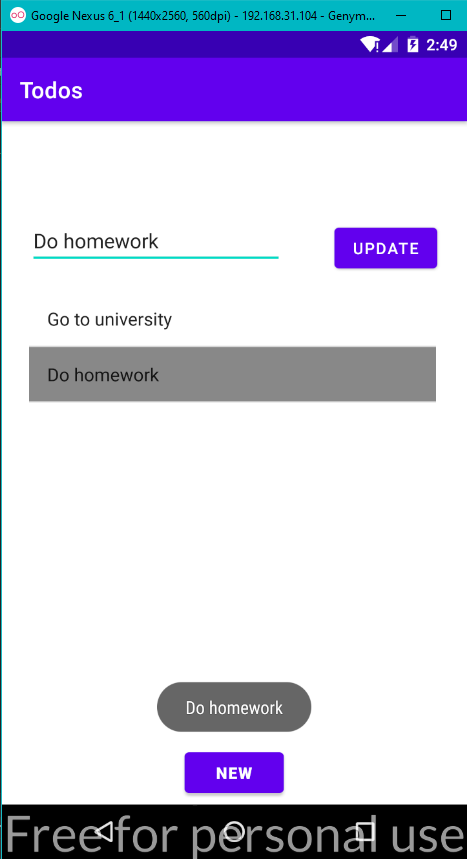 Google Nexus 6_1 (1440x2560, 560dpi) - 192.168.31.104 - Genym...
2:49
Todos
Do homework
UPDATE
Go to university
Do homework
Do homework
NEW
Free for personal use